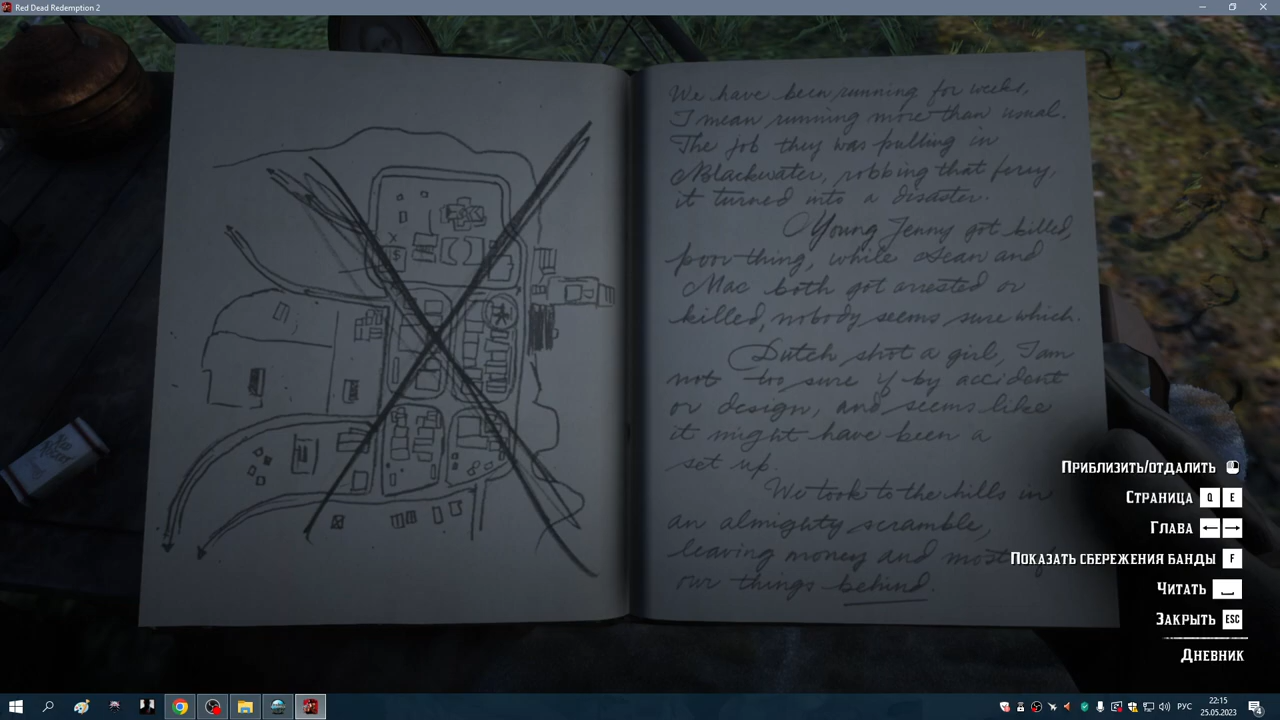 Red Dead Redemption 2
We have been running for weeks,
I mean running more than usual.
The job they was pulling in
Blackwater, robbing that ferry,
it turned into a disaster.
Young Jenny got killed,
poor thing, while Sean and
Mac both got arrested or
killed, nobody seems sure which.
Dutch shot a girl, I am
not too sure if by accident
or design, and seems like
it might have been a
set up.
We took to the hills in
an almighty scramble,
leaving money and most of
our things behind.
Приблизить/отдалить
Страница Q E
Глава ← →
Показать сбережения банды F
Читать
Закрыть ESC
Дневник
РУС
22:15
25.05.2023
4